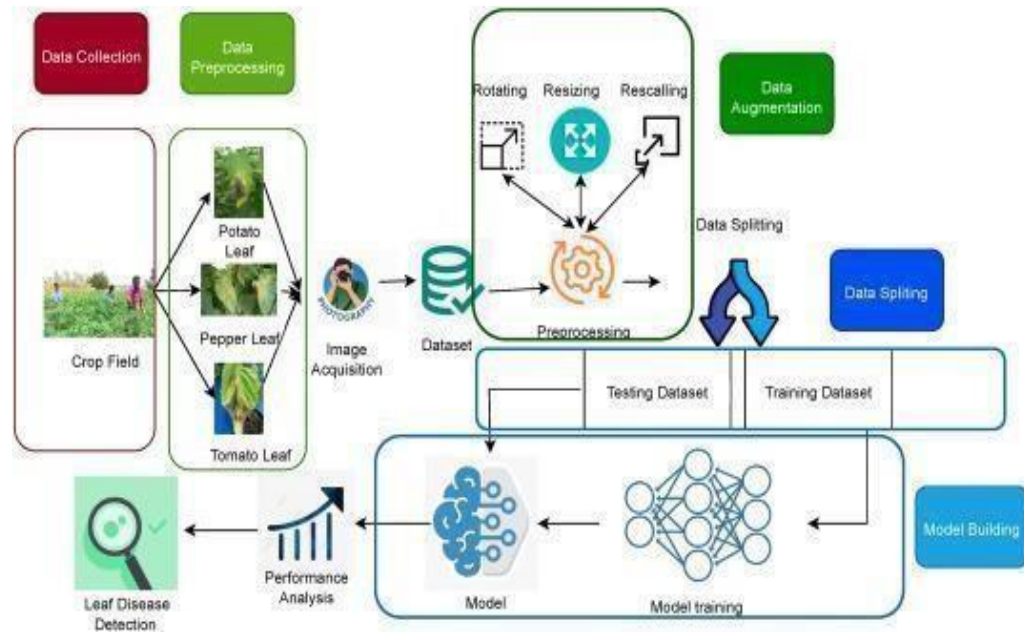 Data Collection
Data
Preprocessing
Rotating
Resizing
Rescalling
Data
Augmentation
Potato
Leaf
Data Splitting
PHOTOGRAPHY
Data Spliting
Pepper Leaf
Preprocessing
Crop Field
Image
Acquisition
Dataset
Testing Dataset
Training Dataset
Tomato Leaf
Model Building
Performance
Analysis
Model
Model training
Leaf Disease
Detection